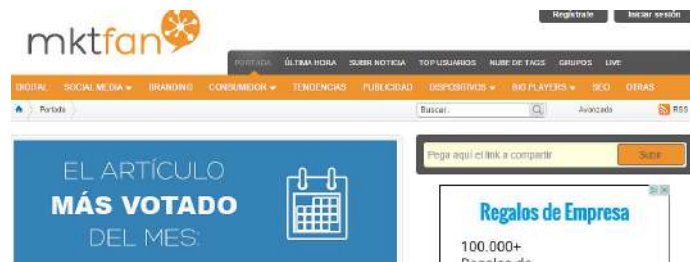 Regístrate Iniciar sesión
mktfan
PORTADA ÚLTIMA HORA SUBIR NOTICIA TOP USUARIOS NUBE DE TAGS GRUPOS LIVE
DIGITAL SOCIAL MEDIA BRANDING CONSUMIDOR TENDENCIAS PUBLICIDAD DISPOSITIVOS BIG PLAYERS SEO OTRAS
Portada Buscar.. Avanzada RSS
Pega aquí el link a compartir Subir
EL ARTÍCULO
MÁS VOTADO
DEL MES:
Regalos de Empresa
100.000+
Regalos de